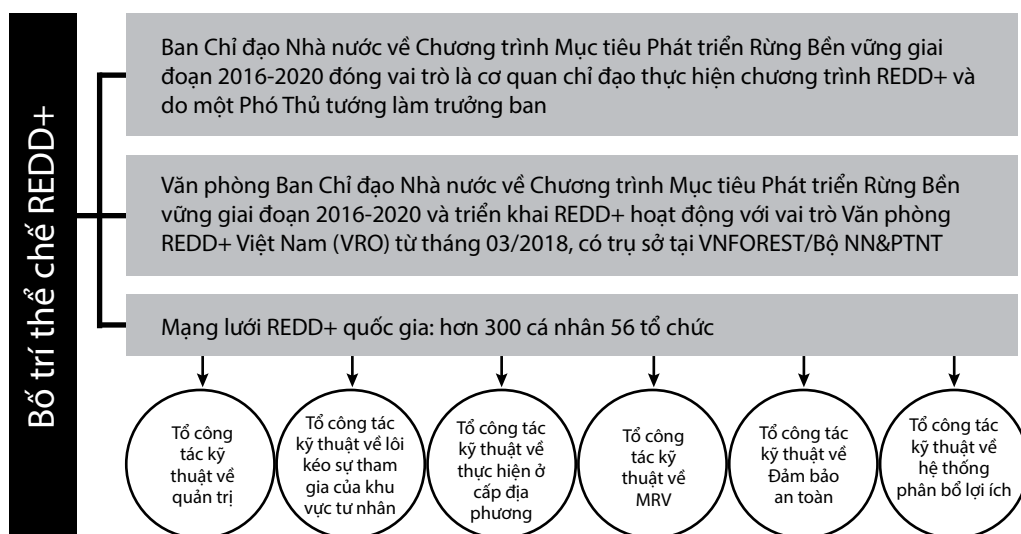 Bố trí thể chế REDD+
Ban Chỉ đạo Nhà nước về Chương trình Mục tiêu Phát triển Rừng Bền vững giai
đoạn 2016-2020 đóng vai trò là cơ quan chỉ đạo thực hiện chương trình REDD+ và
do một Phó Thủ tướng làm trưởng ban
Văn phòng Ban Chỉ đạo Nhà nước về Chương trình Mục tiêu Phát triển Rừng Bền
vững giai đoạn 2016-2020 và triển khai REDD+ hoạt động với vai trò Văn phòng
REDD+ Việt Nam (VRO) từ tháng 03/2018, có trụ sở tại VNFOREST/Bộ NN&PTNT
Mạng lưới REDD+ quốc gia: hơn 300 cá nhân 56 tổ chức
Tổ công
tác kỹ
thuật về
quản trị
Tổ công tác
kỹ thuật về lôi
kéo sự tham
gia của khu
vực tư nhân
Tổ công tác
kỹ thuật về
thực hiện ở
cấp địa
phương
Tổ công
tác kỹ
thuật về
MRV
Tổ công tác
kỹ thuật về
Đảm bảo
an toàn
Tổ công tác
kỹ thuật về
hệ thống
phân bổ lợi ích